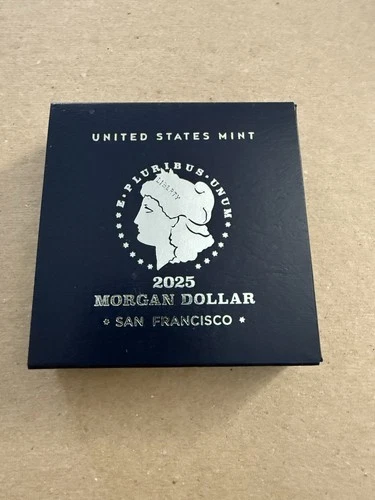 UNITED STATES MINT
E·PLURIBUS·UNUM
LIBERTY
2025
MORGAN DOLLAR
* SAN FRANCISCO *